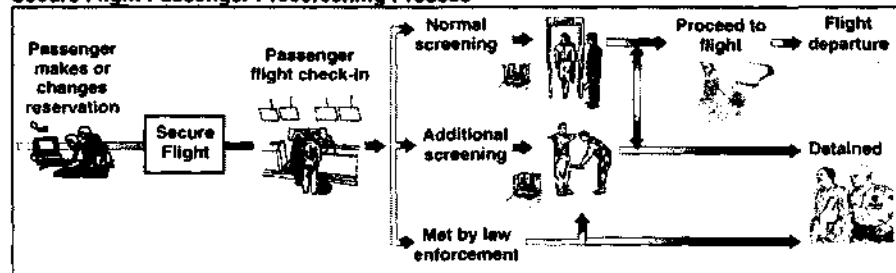 Secure Flight Passenger Prescreening Process
Passenger
makes or
changes
reservation
Secure
Flight
Passenger
flight check-in
Normal
screening
Additional
screening
Met by law
enforcement
Proceed to
flight
Flight
departure
Detained